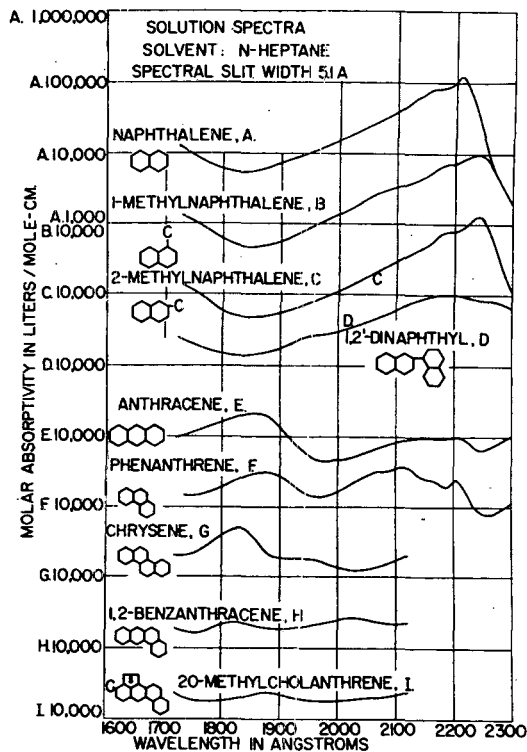 A. 1,000,000
SOLUTION SPECTRA
SOLVENT: N-HEPTANE
SPECTRAL SLIT WIDTH 5.1 A
A.100,000
NAPHTHALENE, A.
A.10,000
1-METHYLNAPHTHALENE, B
A.1,000
B.10,000
C
2-METHYLNAPHTHALENE, C
C
C.10,000
C
D
1,2'-DINAPHTHYL, D
D.10,000
ANTHRACENE, E.
E.10,000
PHENANTHRENE, F
F 10,000
CHRYSENE, G
G.10,000
1,2-BENZANTHRACENE, H
H.10,000
20-METHYLCHOLANTHRENE, I.
C
I. 10,000
1600 1700 1800 1900 2000 2100 2200 2300
WAVELENGTH IN ANGSTROMS
MOLAR ABSORPTIVITY IN LITERS / MOLE-CM.